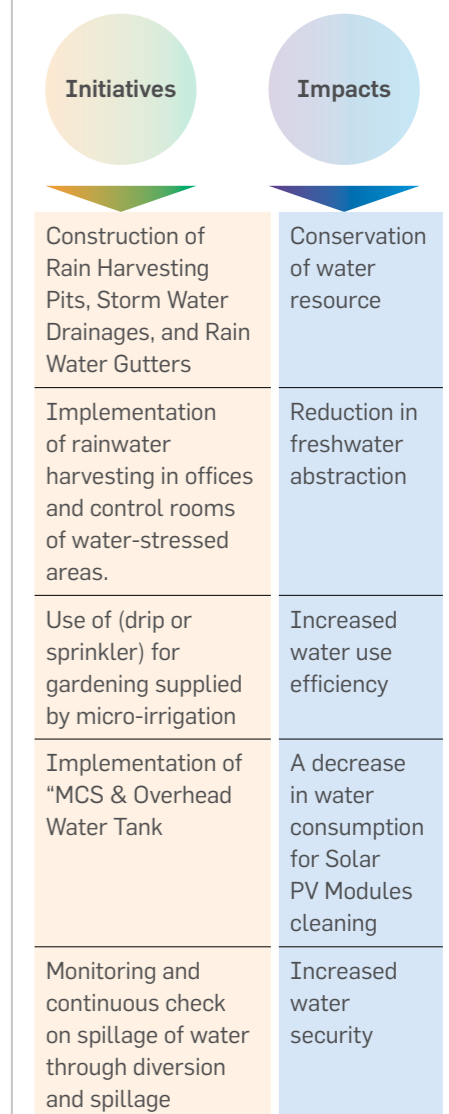 Initiatives
Impacts
Construction of
Rain Harvesting
Pits, Storm Water
Drainages, and Rain
Water Gutters
Conservation
of water
resource
Implementation
of rainwater
harvesting in offices
and control rooms
of water-stressed
areas.
Reduction in
freshwater
abstraction
Use of (drip or
sprinkler) for
gardening supplied
by micro-irrigation
Increased
water use
efficiency
Implementation of
“MCS & Overhead
Water Tank
A decrease
in water
consumption
for Solar
PV Modules
cleaning
Monitoring and
continuous check
on spillage of water
through diversion
and spillage
Increased
water
security